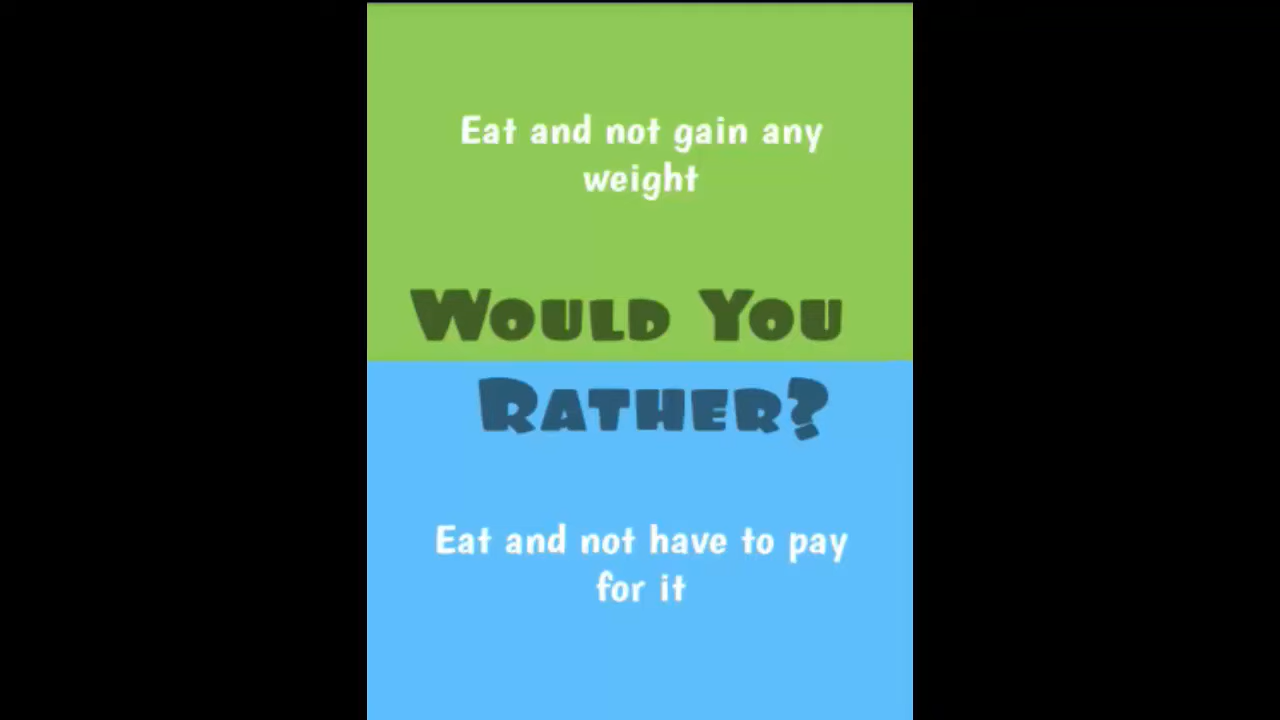 Eat and not gain any
weight
Would You
Rather?
Eat and not have to pay
for it